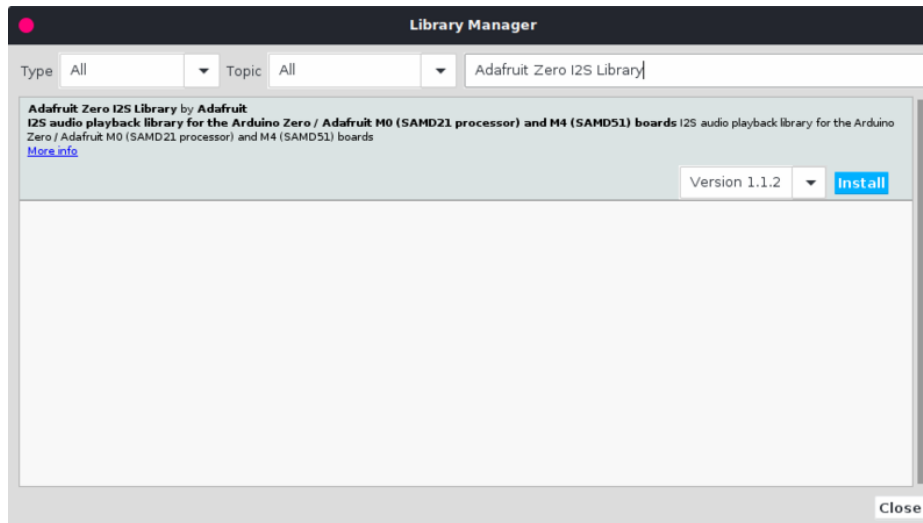 Library Manager
Type All Topic All Adafruit Zero I2S Library
Adafruit Zero I2S Library by Adafruit
I2S audio playback library for the Arduino Zero / Adafruit M0 (SAMD21 processor) and M4 (SAMD51) boards I2S audio playback library for the Arduino
Zero / Adafruit M0 (SAMD21 processor) and M4 (SAMD51) boards
More info
Version 1.1.2 Install
Close